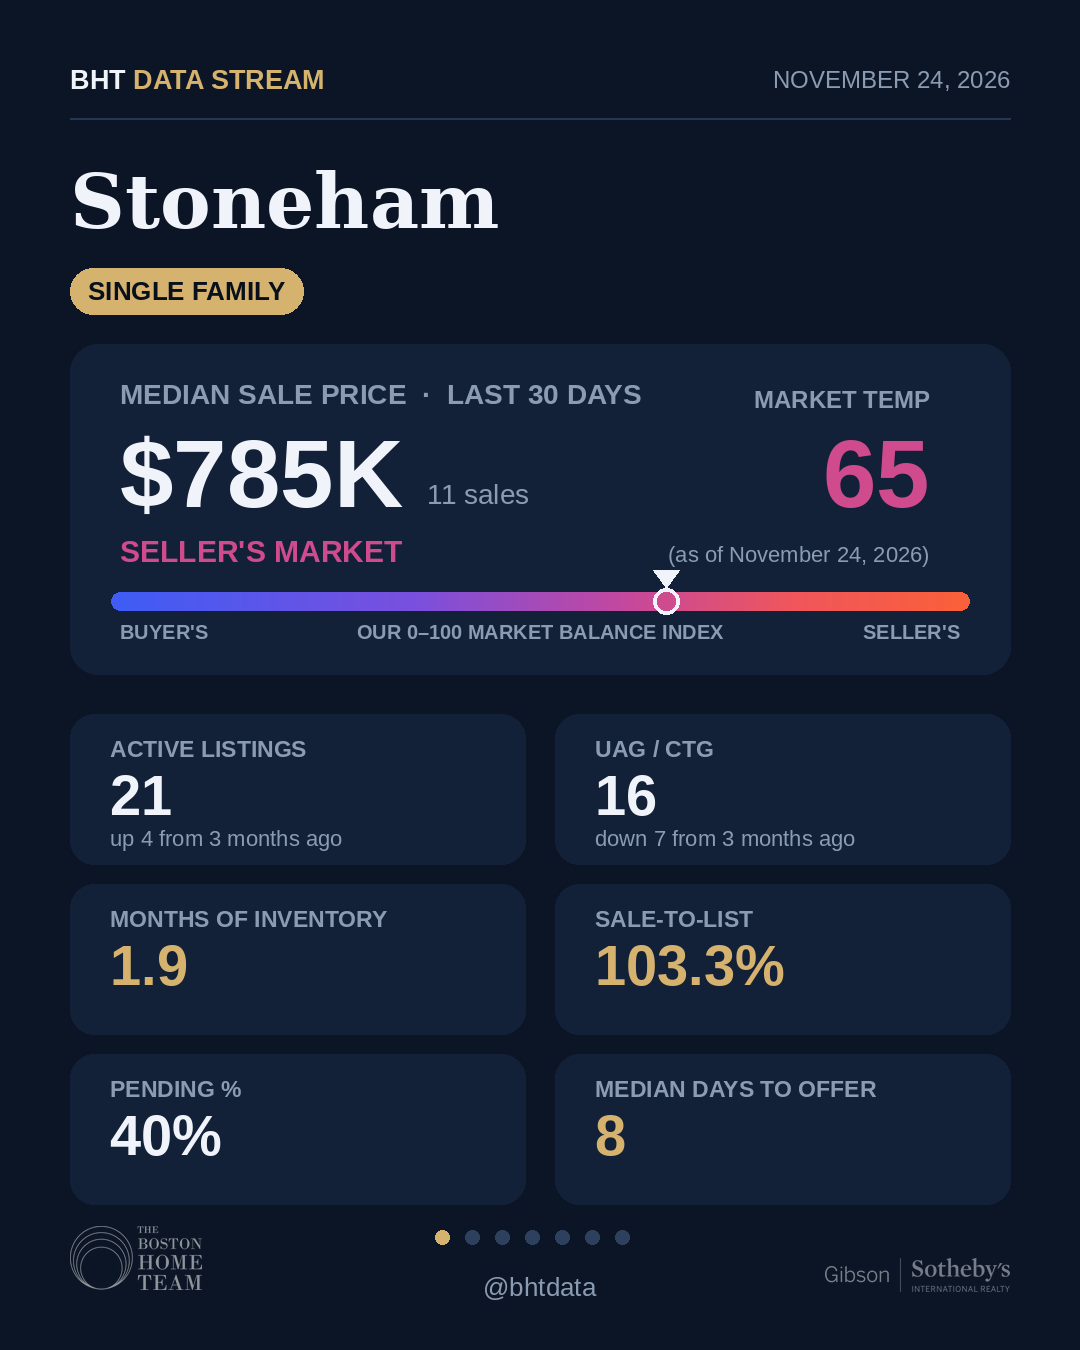 BHT DATA STREAM
NOVEMBER 24, 2026
Stoneham
SINGLE FAMILY
MEDIAN SALE PRICE · LAST 30 DAYS
MARKET TEMP
$785K 11 sales
65
SELLER'S MARKET
(as of November 24, 2026)
BUYER'S
OUR 0–100 MARKET BALANCE INDEX
SELLER'S
ACTIVE LISTINGS
21
up 4 from 3 months ago
UAG / CTG
16
down 7 from 3 months ago
MONTHS OF INVENTORY
1.9
SALE-TO-LIST
103.3%
PENDING %
40%
MEDIAN DAYS TO OFFER
8
THE
BOSTON
HOME
TEAM
@bhtdata
Gibson
Sotheby's
INTERNATIONAL REALTY